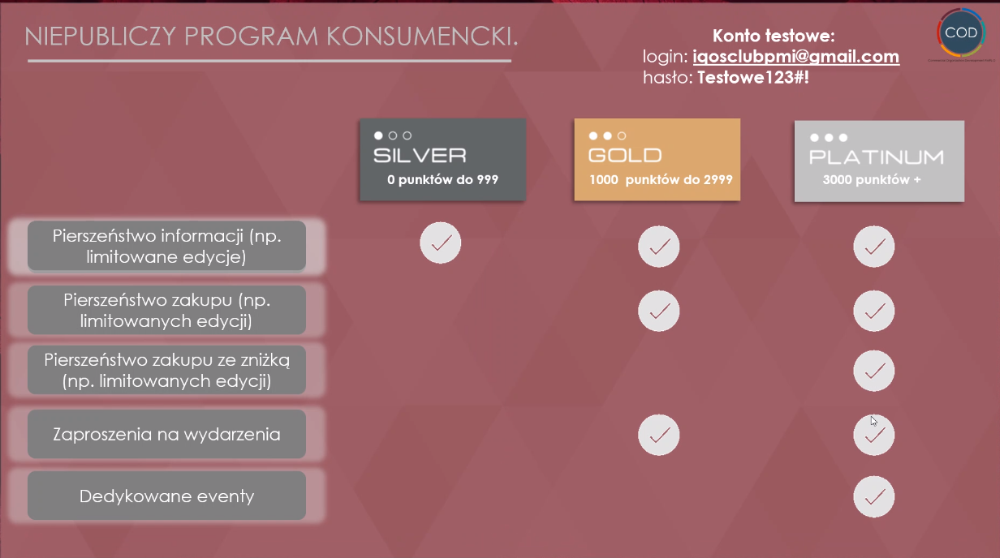 NIEPUBLICZY PROGRAM KONSUMENCKI.
Konto testowe:
login: iqosclubpmi@gmail.com
hasło: Testowe123#!
COD
SILVER
0 punktów do 999
GOLD
1000 punktów do 2999
PLATINUM
3000 punktów +
Pierszeństwo informacji (np.
limitowane edycje)
Pierszeństwo zakupu (np.
limitowanych edycji)
Pierszeństwo zakupu ze zniżką
(np. limitowanych edycji)
Zaproszenia na wydarzenia
Dedykowane eventy